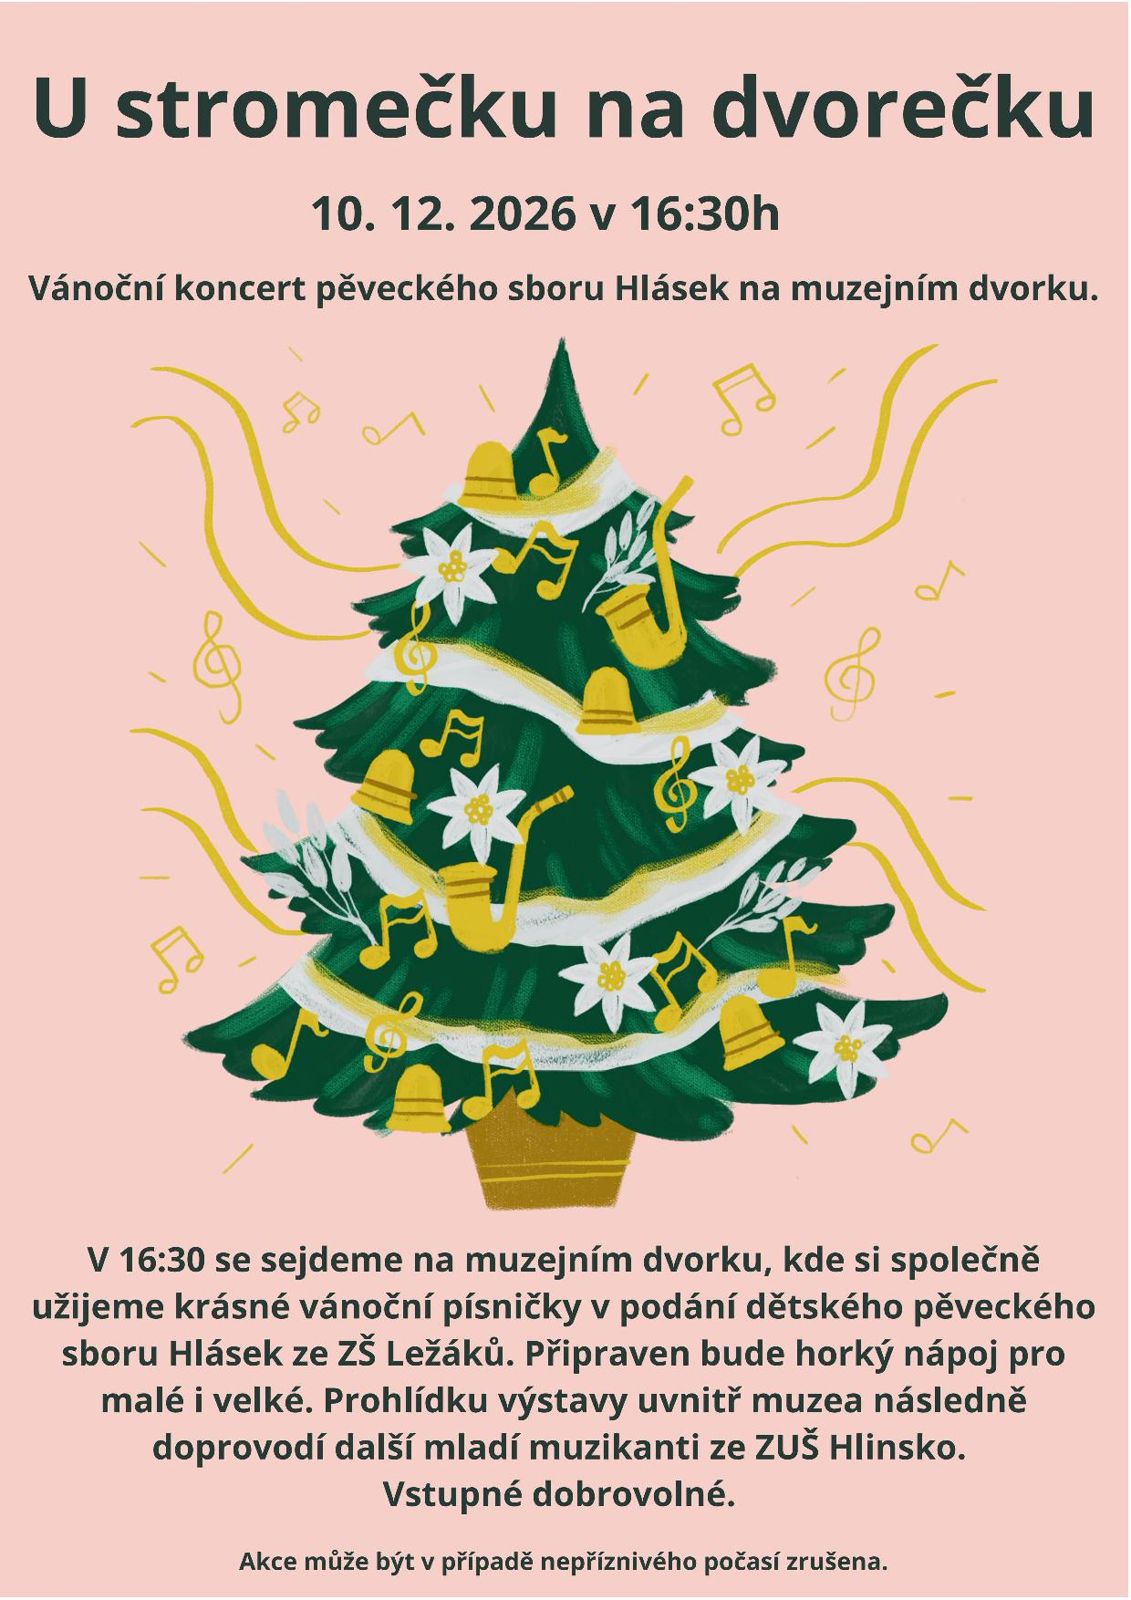 U stromečku na dvorečku
10. 12. 2026 v 16:30h
Vánoční koncert pěveckého sboru Hlásek na muzejním dvorku.
V 16:30 se sejdeme na muzejním dvorku, kde si společně
užijeme krásné vánoční písničky v podání dětského pěveckého
sboru Hlásek ze ZŠ Ležáků. Připraven bude horký nápoj pro
malé i velké. Prohlídku výstavy uvnitř muzea následně
doprovodí další mladí muzikanti ze ZUŠ Hlinsko.
Vstupné dobrovolné.
Akce může být v případě nepříznivého počasí zrušena.